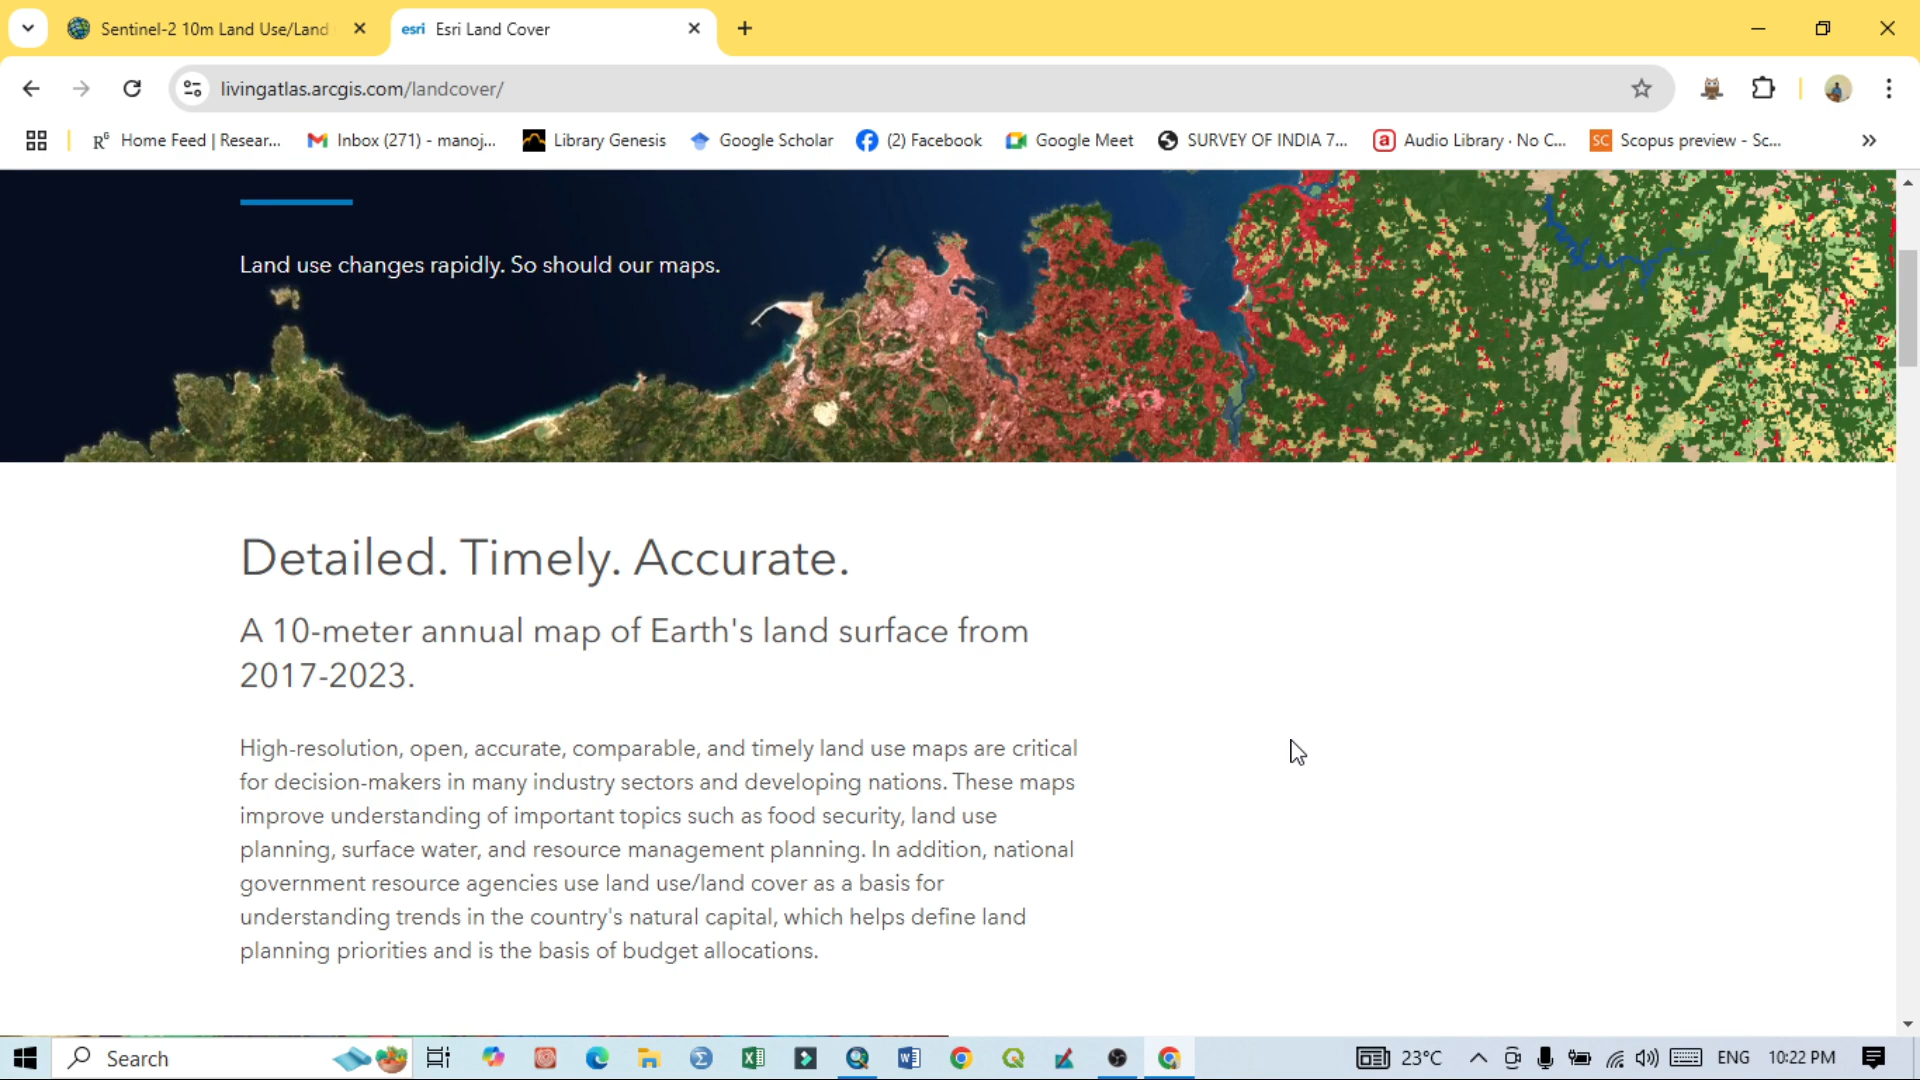 Sentinel-2 10m Land Use/Land
esri Esri Land Cover
livingatlas.arcgis.com/landcover/
Home Feed | Resear...
Inbox (271) - manoj...
Library Genesis
Google Scholar
(2) Facebook
Google Meet
SURVEY OF INDIA 7...
Audio Library · No C...
Scopus preview - Sc...
Land use changes rapidly. So should our maps.
Detailed. Timely. Accurate.
A 10-meter annual map of Earth's land surface from
2017-2023.
High-resolution, open, accurate, comparable, and timely land use maps are critical
for decision-makers in many industry sectors and developing nations. These maps
improve understanding of important topics such as food security, land use
planning, surface water, and resource management planning. In addition, national
government resource agencies use land use/land cover as a basis for
understanding trends in the country's natural capital, which helps define land
planning priorities and is the basis of budget allocations.
Search
23°C
ENG
10:22 PM